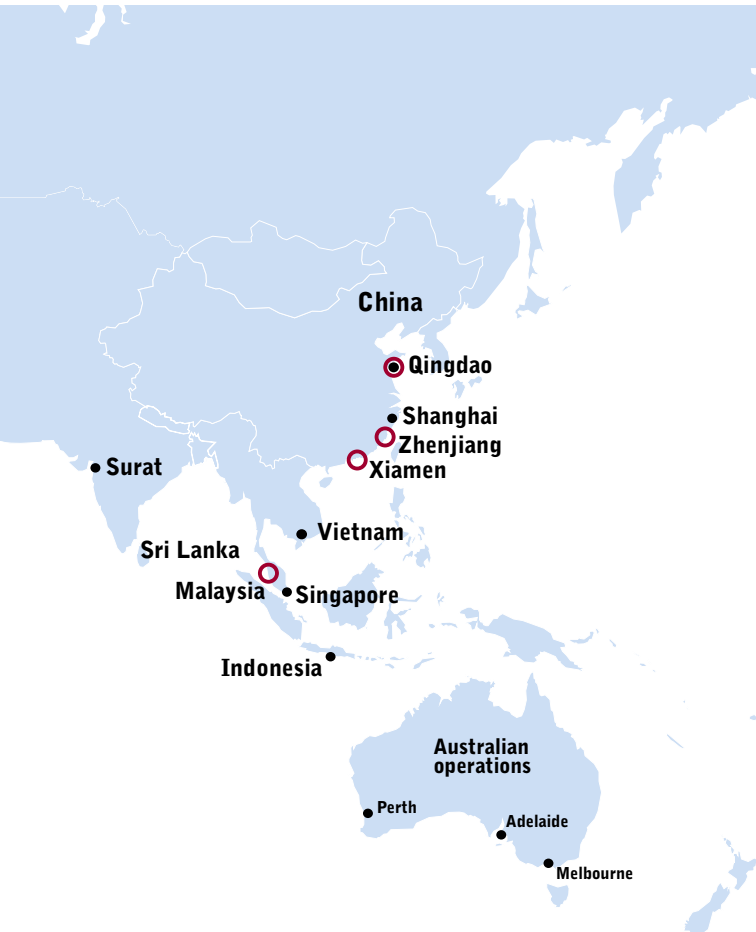 China
Qingdao
Shanghai
Zhenjiang
Xiamen
Surat
Vietnam
Sri Lanka
Malaysia
Singapore
Indonesia
Australian
operations
Perth
Adelaide
Melbourne